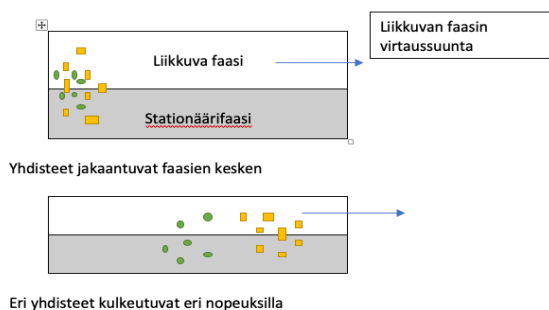 Liikkuvan faasin
virtaussuunta
Liikkuva faasi
Stationäärifaasi
Yhdisteet jakaantuvat faasien kesken
Eri yhdisteet kulkeutuvat eri nopeuksilla